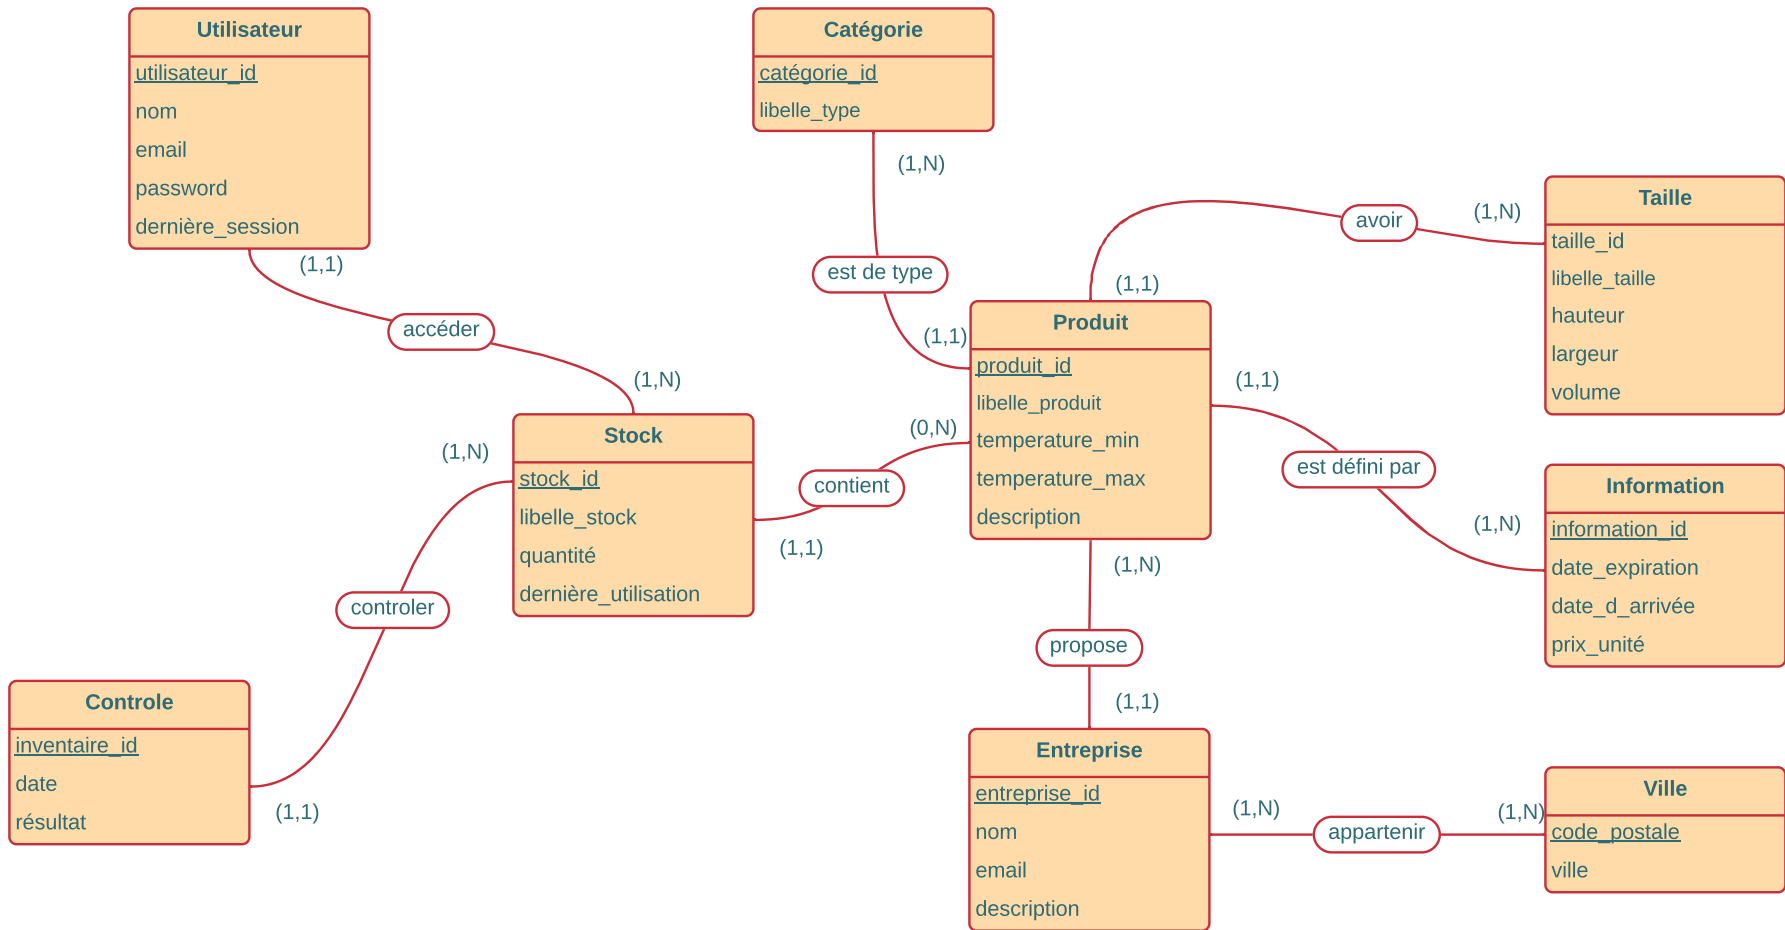 Utilisateur
utilisateur_id
nom
email
password
dernière_session
(1,1)
accéder
(1,N)
Catégorie
catégorie_id
libelle_type
(1,N)
est de type
(1,1)
Taille
taille_id
libelle_taille
hauteur
largeur
volume
(1,N)
avoir
(1,1)
Produit
produit_id
libelle_produit
temperature_min
temperature_max
description
(1,1)
est défini par
(1,N)
Information
information_id
date_expiration
date_d_arrivée
prix_unité
Stock
stock_id
libelle_stock
quantité
dernière_utilisation
(0,N)
contient
(1,1)
(1,N)
controler
(1,1)
Controle
inventaire_id
date
résultat
(1,N)
propose
(1,1)
Entreprise
entreprise_id
nom
email
description
(1,N)
appartenir
(1,N)
Ville
code_postale
ville